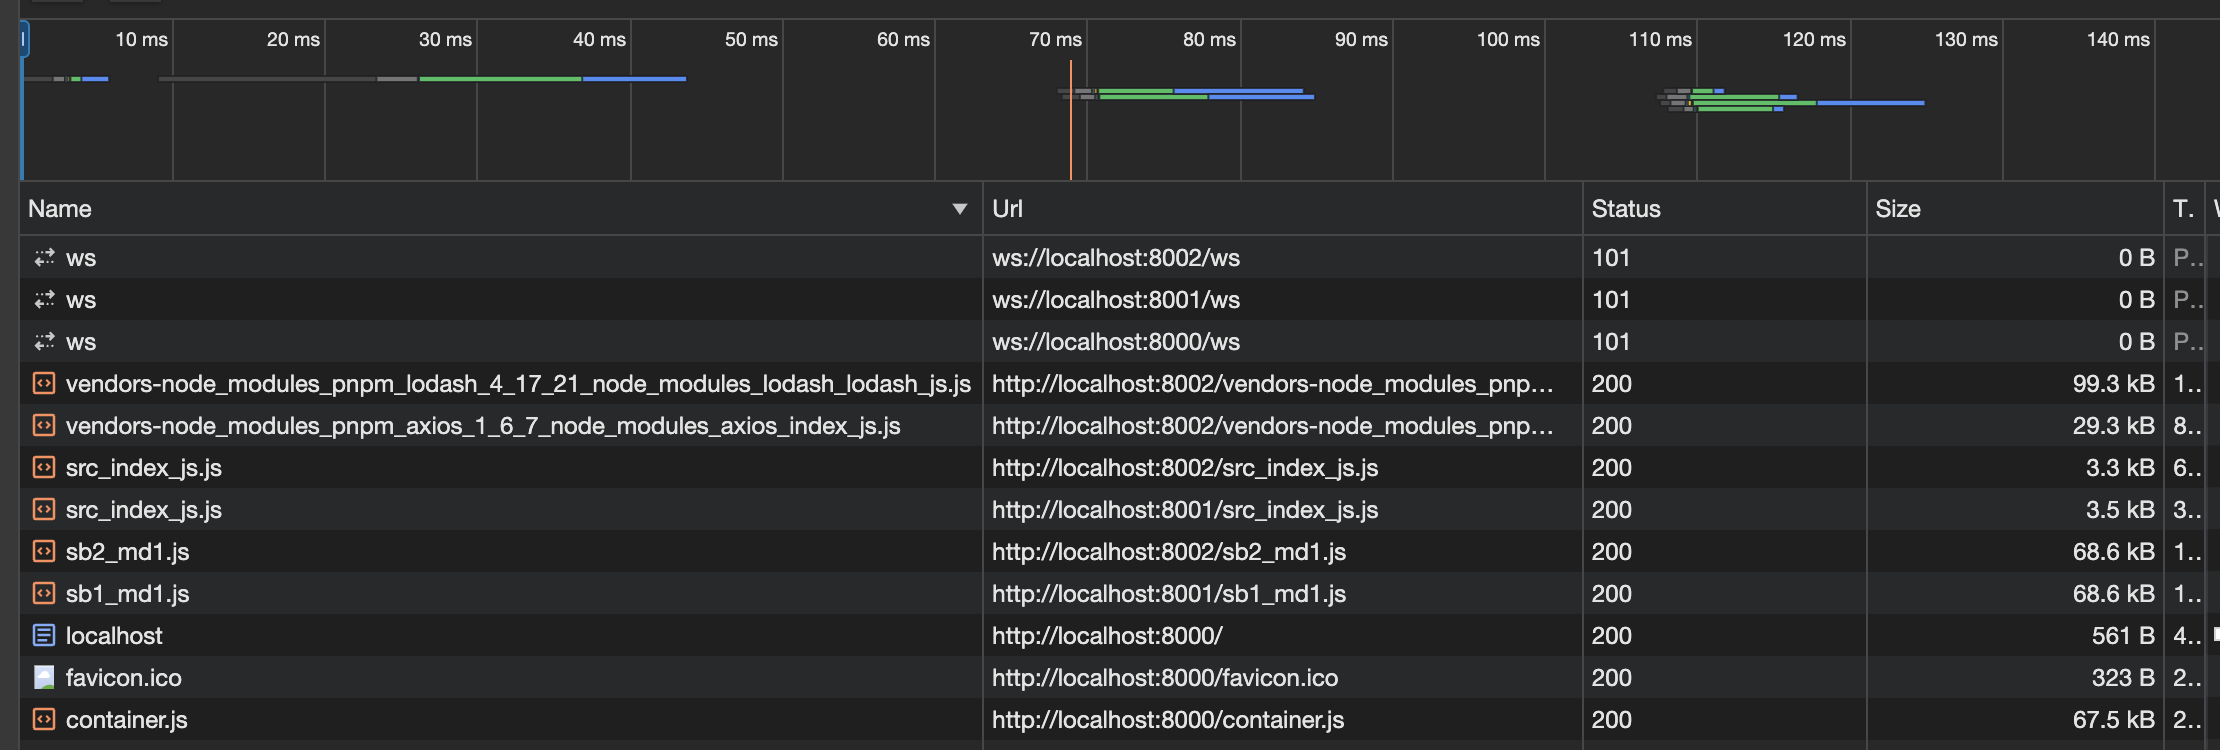 10 ms 20 ms 30 ms 40 ms 50 ms 60 ms 70 ms 80 ms 90 ms 100 ms 110 ms 120 ms 130 ms 140 ms
Name Url Status Size T.
ws ws://localhost:8002/ws 101 0 B P..
ws ws://localhost:8001/ws 101 0 B P..
ws ws://localhost:8000/ws 101 0 B P..
vendors-node_modules_pnpm_lodash_4_17_21_node_modules_lodash_lodash_js.js http://localhost:8002/vendors-node_modules_pnp… 200 99.3 kB 1..
vendors-node_modules_pnpm_axios_1_6_7_node_modules_axios_index_js.js http://localhost:8002/vendors-node_modules_pnp… 200 29.3 kB 8..
src_index_js.js http://localhost:8002/src_index_js.js 200 3.3 kB 6..
src_index_js.js http://localhost:8001/src_index_js.js 200 3.5 kB 3..
sb2_md1.js http://localhost:8002/sb2_md1.js 200 68.6 kB 1..
sb1_md1.js http://localhost:8001/sb1_md1.js 200 68.6 kB 1..
localhost http://localhost:8000/ 200 561 B 4..
favicon.ico http://localhost:8000/favicon.ico 200 323 B 2..
container.js http://localhost:8000/container.js 200 67.5 kB 2..